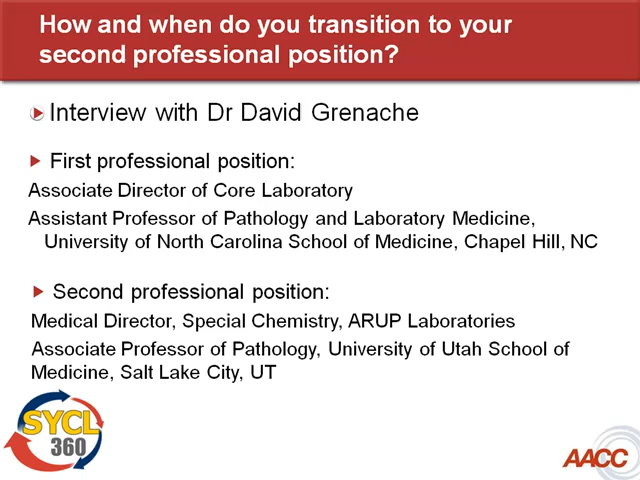 How and when do you transition to your
second professional position?
Interview with Dr David Grenache
First professional position:
Associate Director of Core Laboratory
Assistant Professor of Pathology and Laboratory Medicine,
University of North Carolina School of Medicine, Chapel Hill, NC
Second professional position:
Medical Director, Special Chemistry, ARUP Laboratories
Associate Professor of Pathology, University of Utah School of
Medicine, Salt Lake City, UT
SYCL
360
AACC